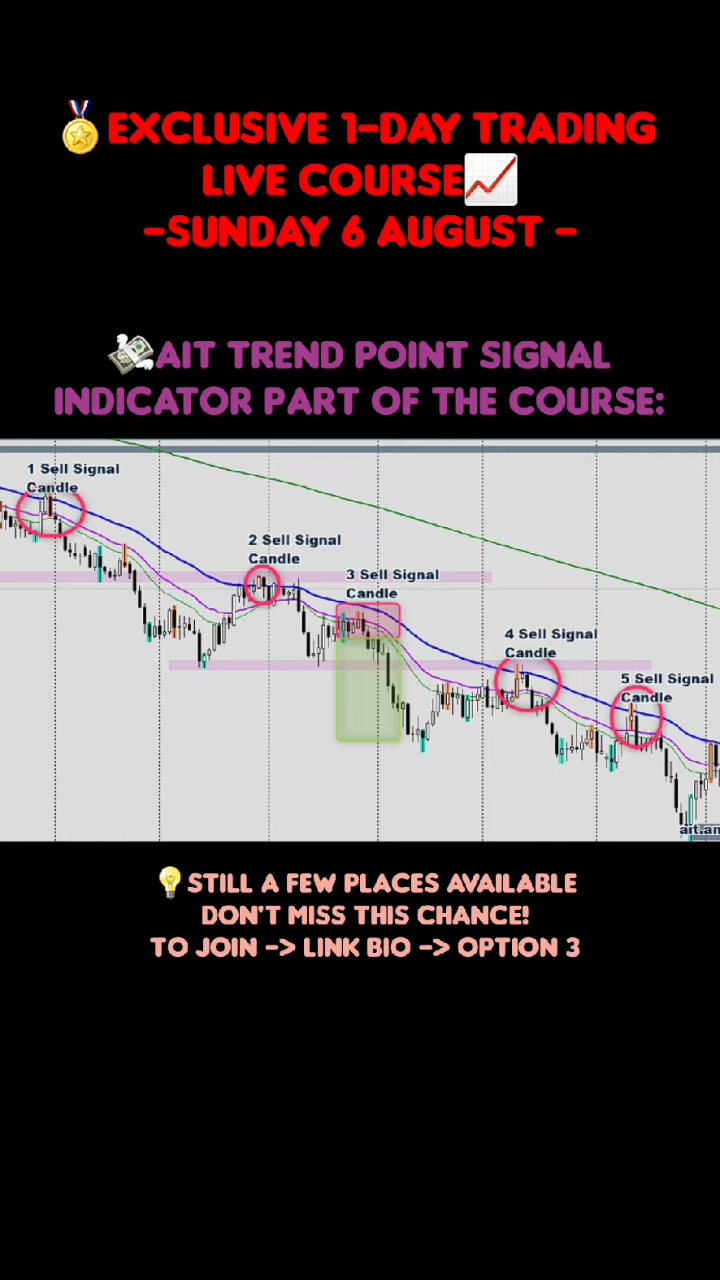 🏅EXCLUSIVE 1-DAY TRADING
LIVE COURSE📈
-SUNDAY 6 AUGUST -
💸AIT TREND POINT SIGNAL
INDICATOR PART OF THE COURSE:
1 Sell Signal
Candle
2 Sell Signal
Candle
3 Sell Signal
Candle
4 Sell Signal
Candle
5 Sell Signal
Candle
ait.an
💡STILL A FEW PLACES AVAILABLE
DON'T MISS THIS CHANCE!
TO JOIN -> LINK BIO -> OPTION 3